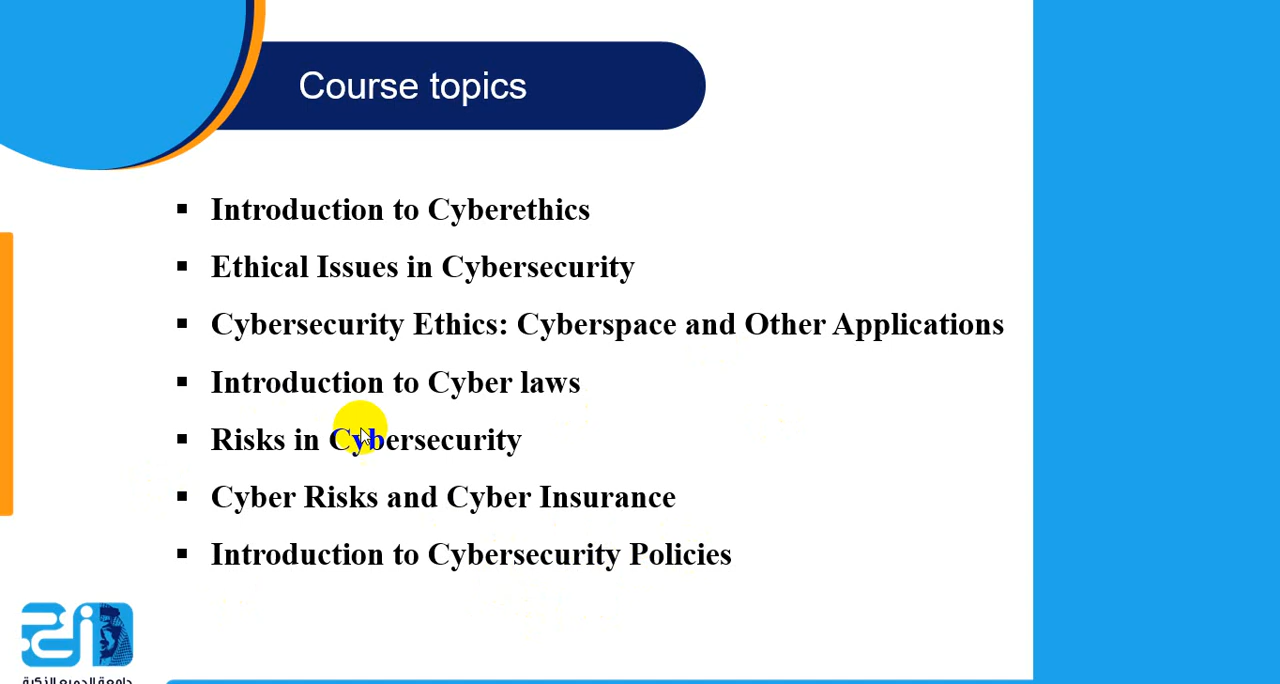 Course topics
▪ Introduction to Cyberethics
▪ Ethical Issues in Cybersecurity
▪ Cybersecurity Ethics: Cyberspace and Other Applications
▪ Introduction to Cyber laws
▪ Risks in Cybersecurity
▪ Cyber Risks and Cyber Insurance
▪ Introduction to Cybersecurity Policies